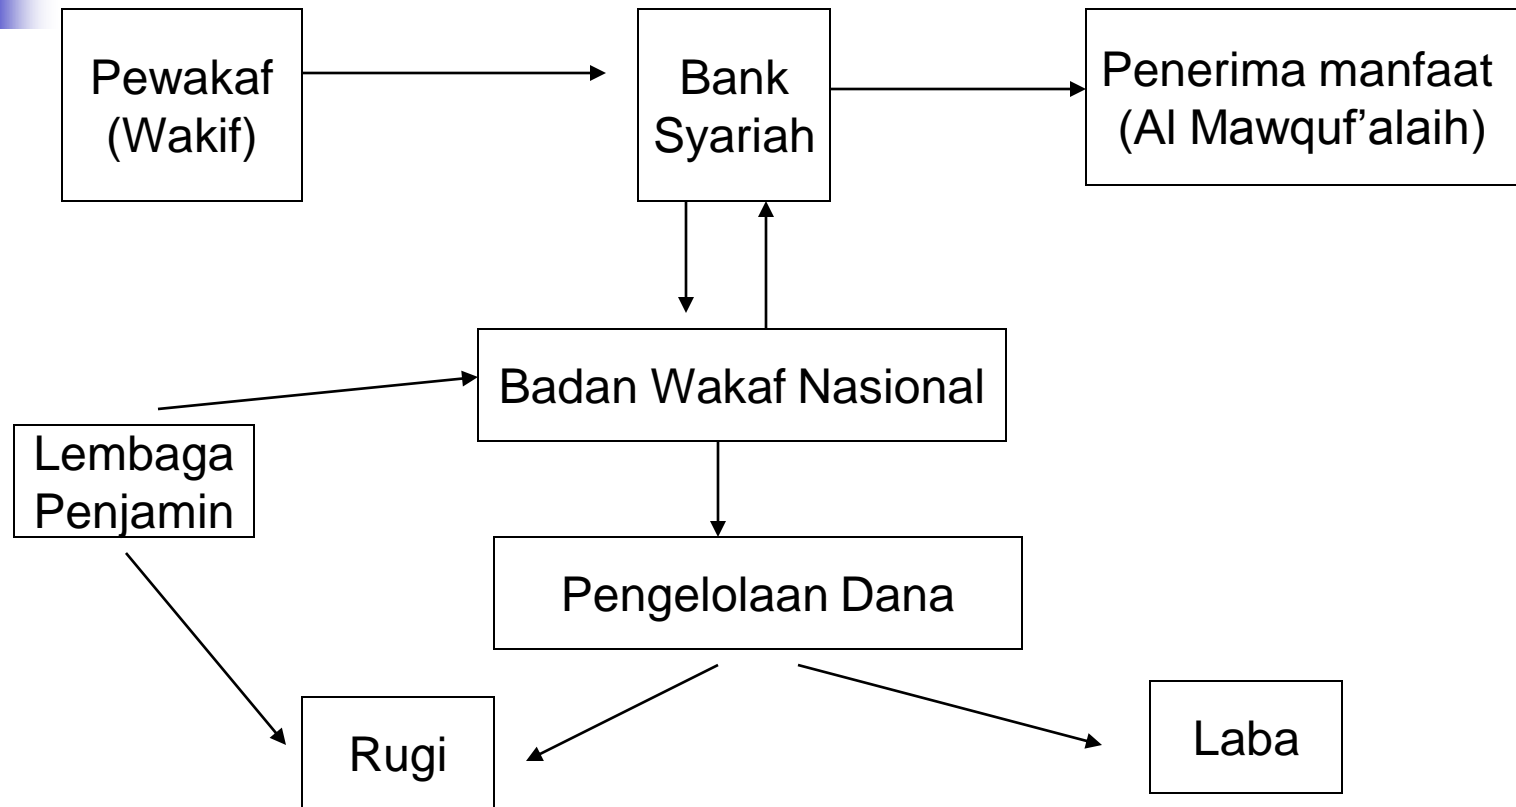 Pewakaf
(Wakif)
Bank
Syariah
Penerima manfaat
(Al Mawquf’alaih)
Badan Wakaf Nasional
Lembaga
Penjamin
Pengelolaan Dana
Rugi
Laba